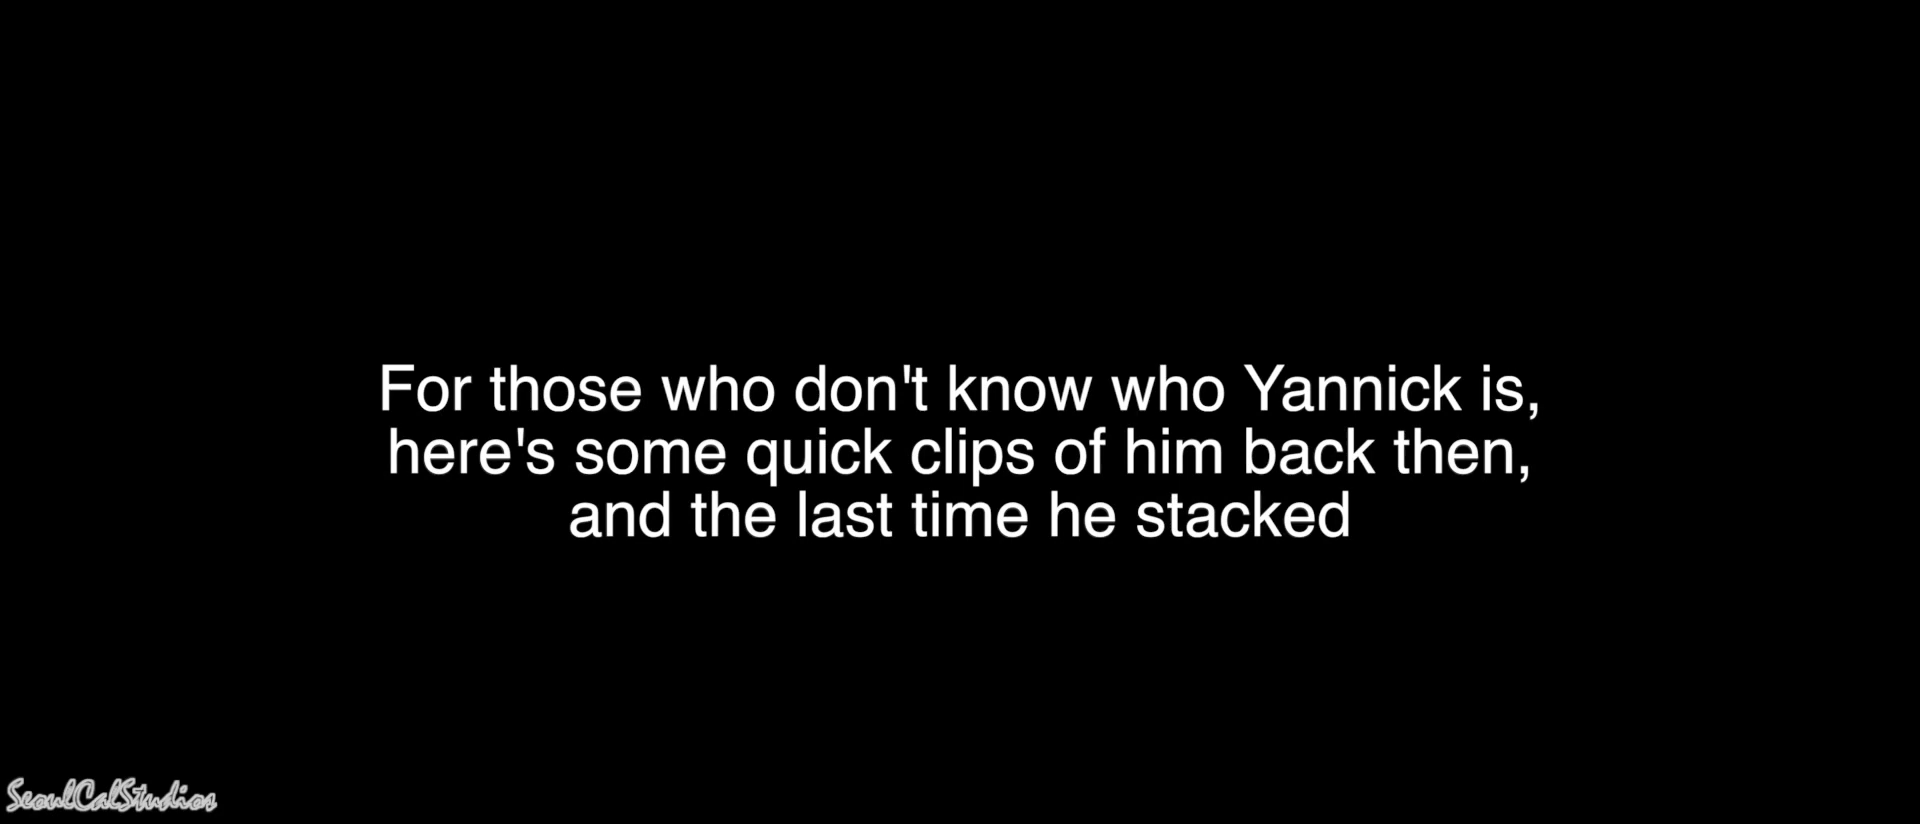 For those who don't know who Yannick is,
here's some quick clips of him back then,
and the last time he stacked
SeoulCalStudios